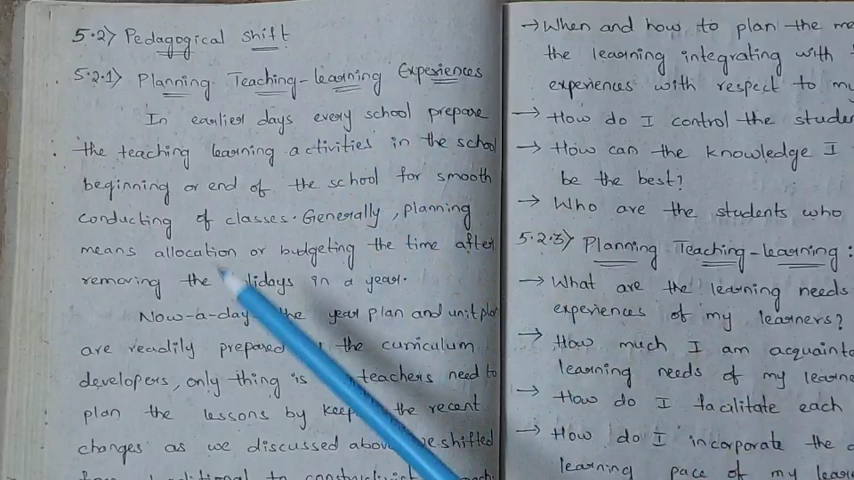 5.2) Pedagogical shift
5.2.1) Planning Teaching-learning Experiences
In earlier days every school prepare
the teaching learning activities in the school
beginning or end of the school for smooth
conducting of classes. Generally, planning
means allocation or budgeting the time after
removing the lidays in a year.
Now-a-day the year plan and unit plan
are readily prepared the curriculum
developers, only thing is teachers need to
plan the lessons by keep the recent
changes as we discussed above shifted
to constructivist
→ When and how to plan the
the learning integrating with
experiences with respect to my
→ How do I control the
→ How can the knowledge I
be the best?
→ Who are the students who
5.2.3) Planning Teaching-learning:
→ What are the learning needs
experiences of my learners?
→ How much I am
learning needs of my
→ How do I facilitate each
→ How do I incorporate the
learning pace of my